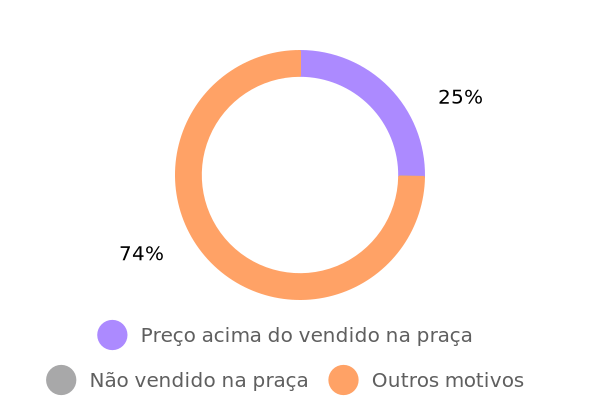 25%
74%
Preço acima do vendido na praça
Não vendido na praça
Outros motivos